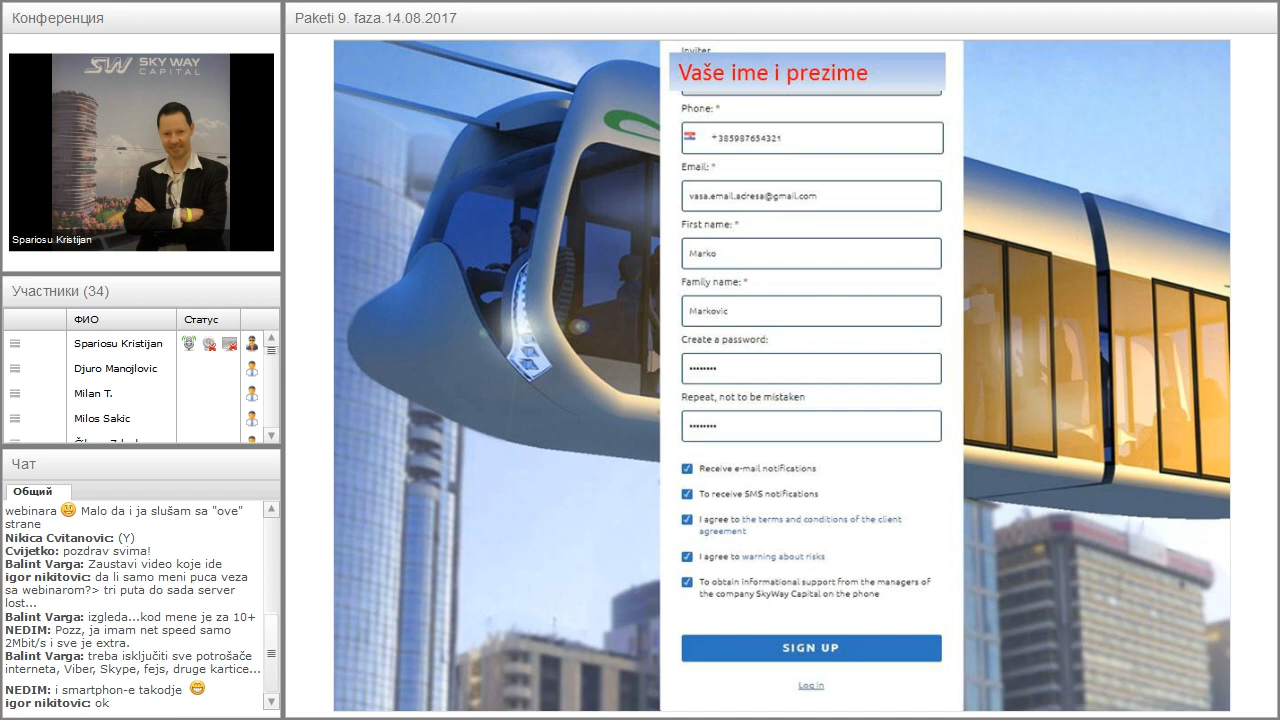 Конференция
SW SKY WAY
CAPITAL
Spariosu Kristijan
Участники (34)
ФИО Статус
Spariosu Kristijan
Djuro Manojlovic
Milan T.
Milos Sakic
Чат
Общий
webinara Malo da i ja slušam sa "ove"
strane
Neno Cvitanovic: (Y)
Cvijetko: pozdrav svima!
Balint Varga: Zaustavi video koje ide
igor nikitovic: da li samo meni puca veza
sa webinarom?> tri puta do sada server
lost...
Balint Varga: izgleda...kod mene je za 10+
NEDIM: Pozz, ja imam net speed samo
2Mbit/s i sve je extra.
Balint Varga: treba isključiti sve potrošače
interneta, Viber, Skype, fejs, druge kartice...
NEDIM: i smartphon-e takodje
igor nikitovic: ok
Paketi 9. faza.14.08.2017
Inviter
Vaše ime i prezime
Phone: *
+385987654321
Email: *
vasa.email.adresa@gmail.com
First name: *
Marko
Family name: *
Markovic
Create a password:
••••••••
Repeat, not to be mistaken
••••••••
Receive e-mail notifications
To receive SMS notifications
I agree to the terms and conditions of the client
agreement
I agree to warning about risks
To obtain informational support from the managers of
the company SkyWay Capital on the phone
SIGN UP
Log in